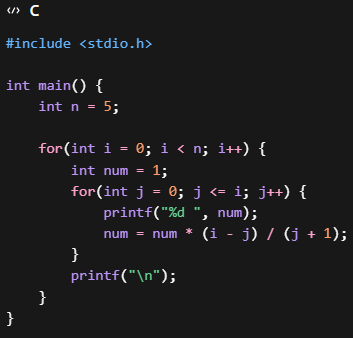 </> C
#include <stdio.h>
int main() {
    int n = 5;
    for(int i = 0; i < n; i++) {
        int num = 1;
        for(int j = 0; j <= i; j++) {
            printf("%d ", num);
            num = num * (i - j) / (j + 1);
        }
        printf("\n");
    }
}